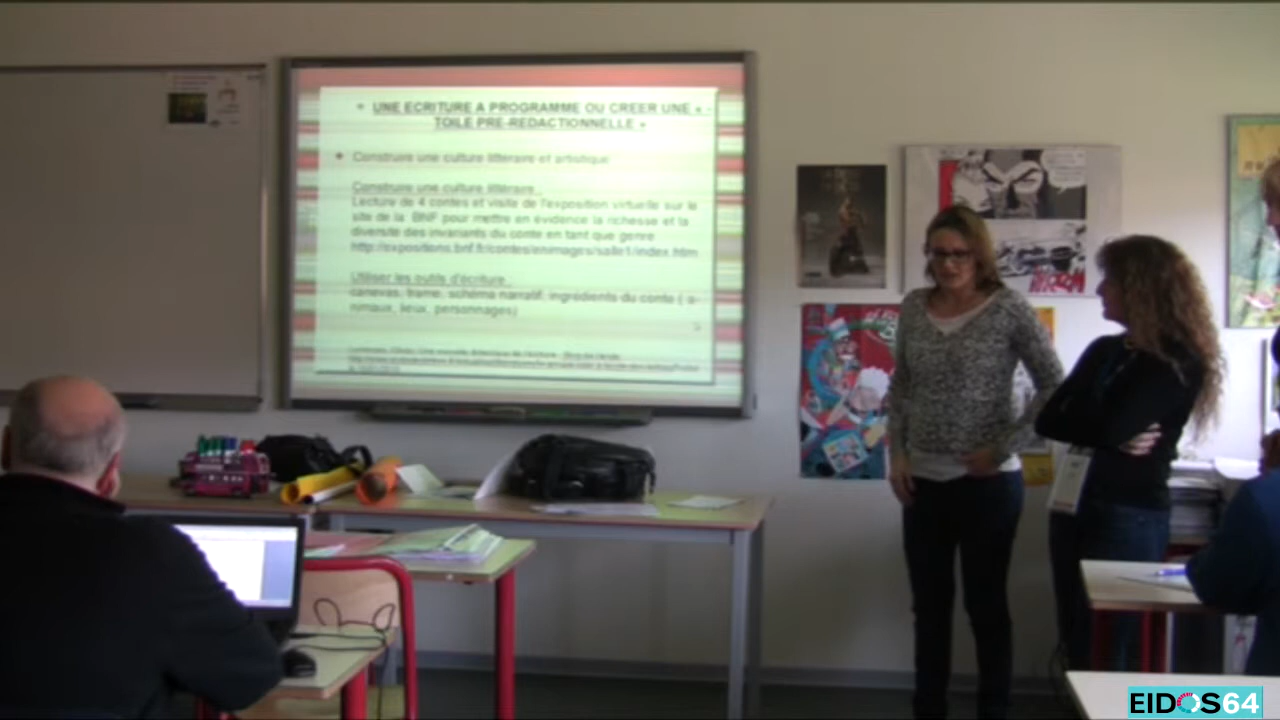 • UNE ECRITURE A PROGRAMME OU CREER UNE « -
TOILE PRE-REDACTIONNELLE »
• Construire une culture littéraire et artistique
Construire une culture littéraire
Lecture de 4 contes et visite de l'exposition virtuelle sur le
site de la BNF pour mettre en évidence la richesse et la
diversité des invariants du conte en tant que genre
http://expositions.bnf.fr/contes/enimages/salle1/index.htm
Utiliser les outils d'écriture
canevas, trame, schéma narratif, ingrédients du conte ( a-
nimaux, lieux, personnages)
EIDOS64